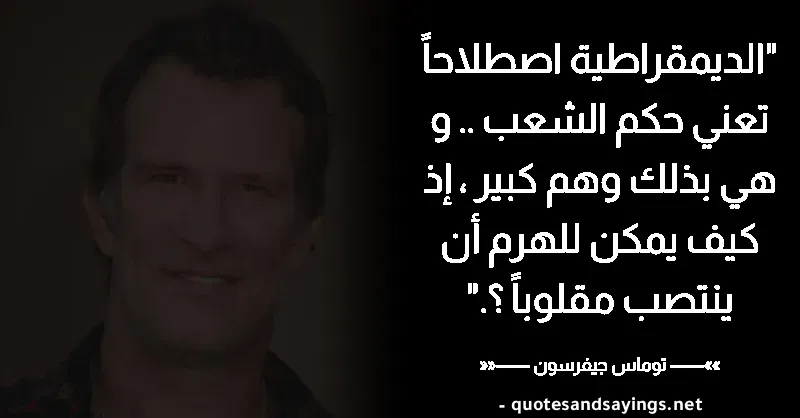 "الديمقراطية اصطلاحاً
تعني حكم الشعب .. و
هي بذلك وهم كبير ، إذ
كيف يمكن للهرم أن
ينتصب مقلوباً ؟."
»»—— توماس جيفرسون ——««
- quotesandsayings.net